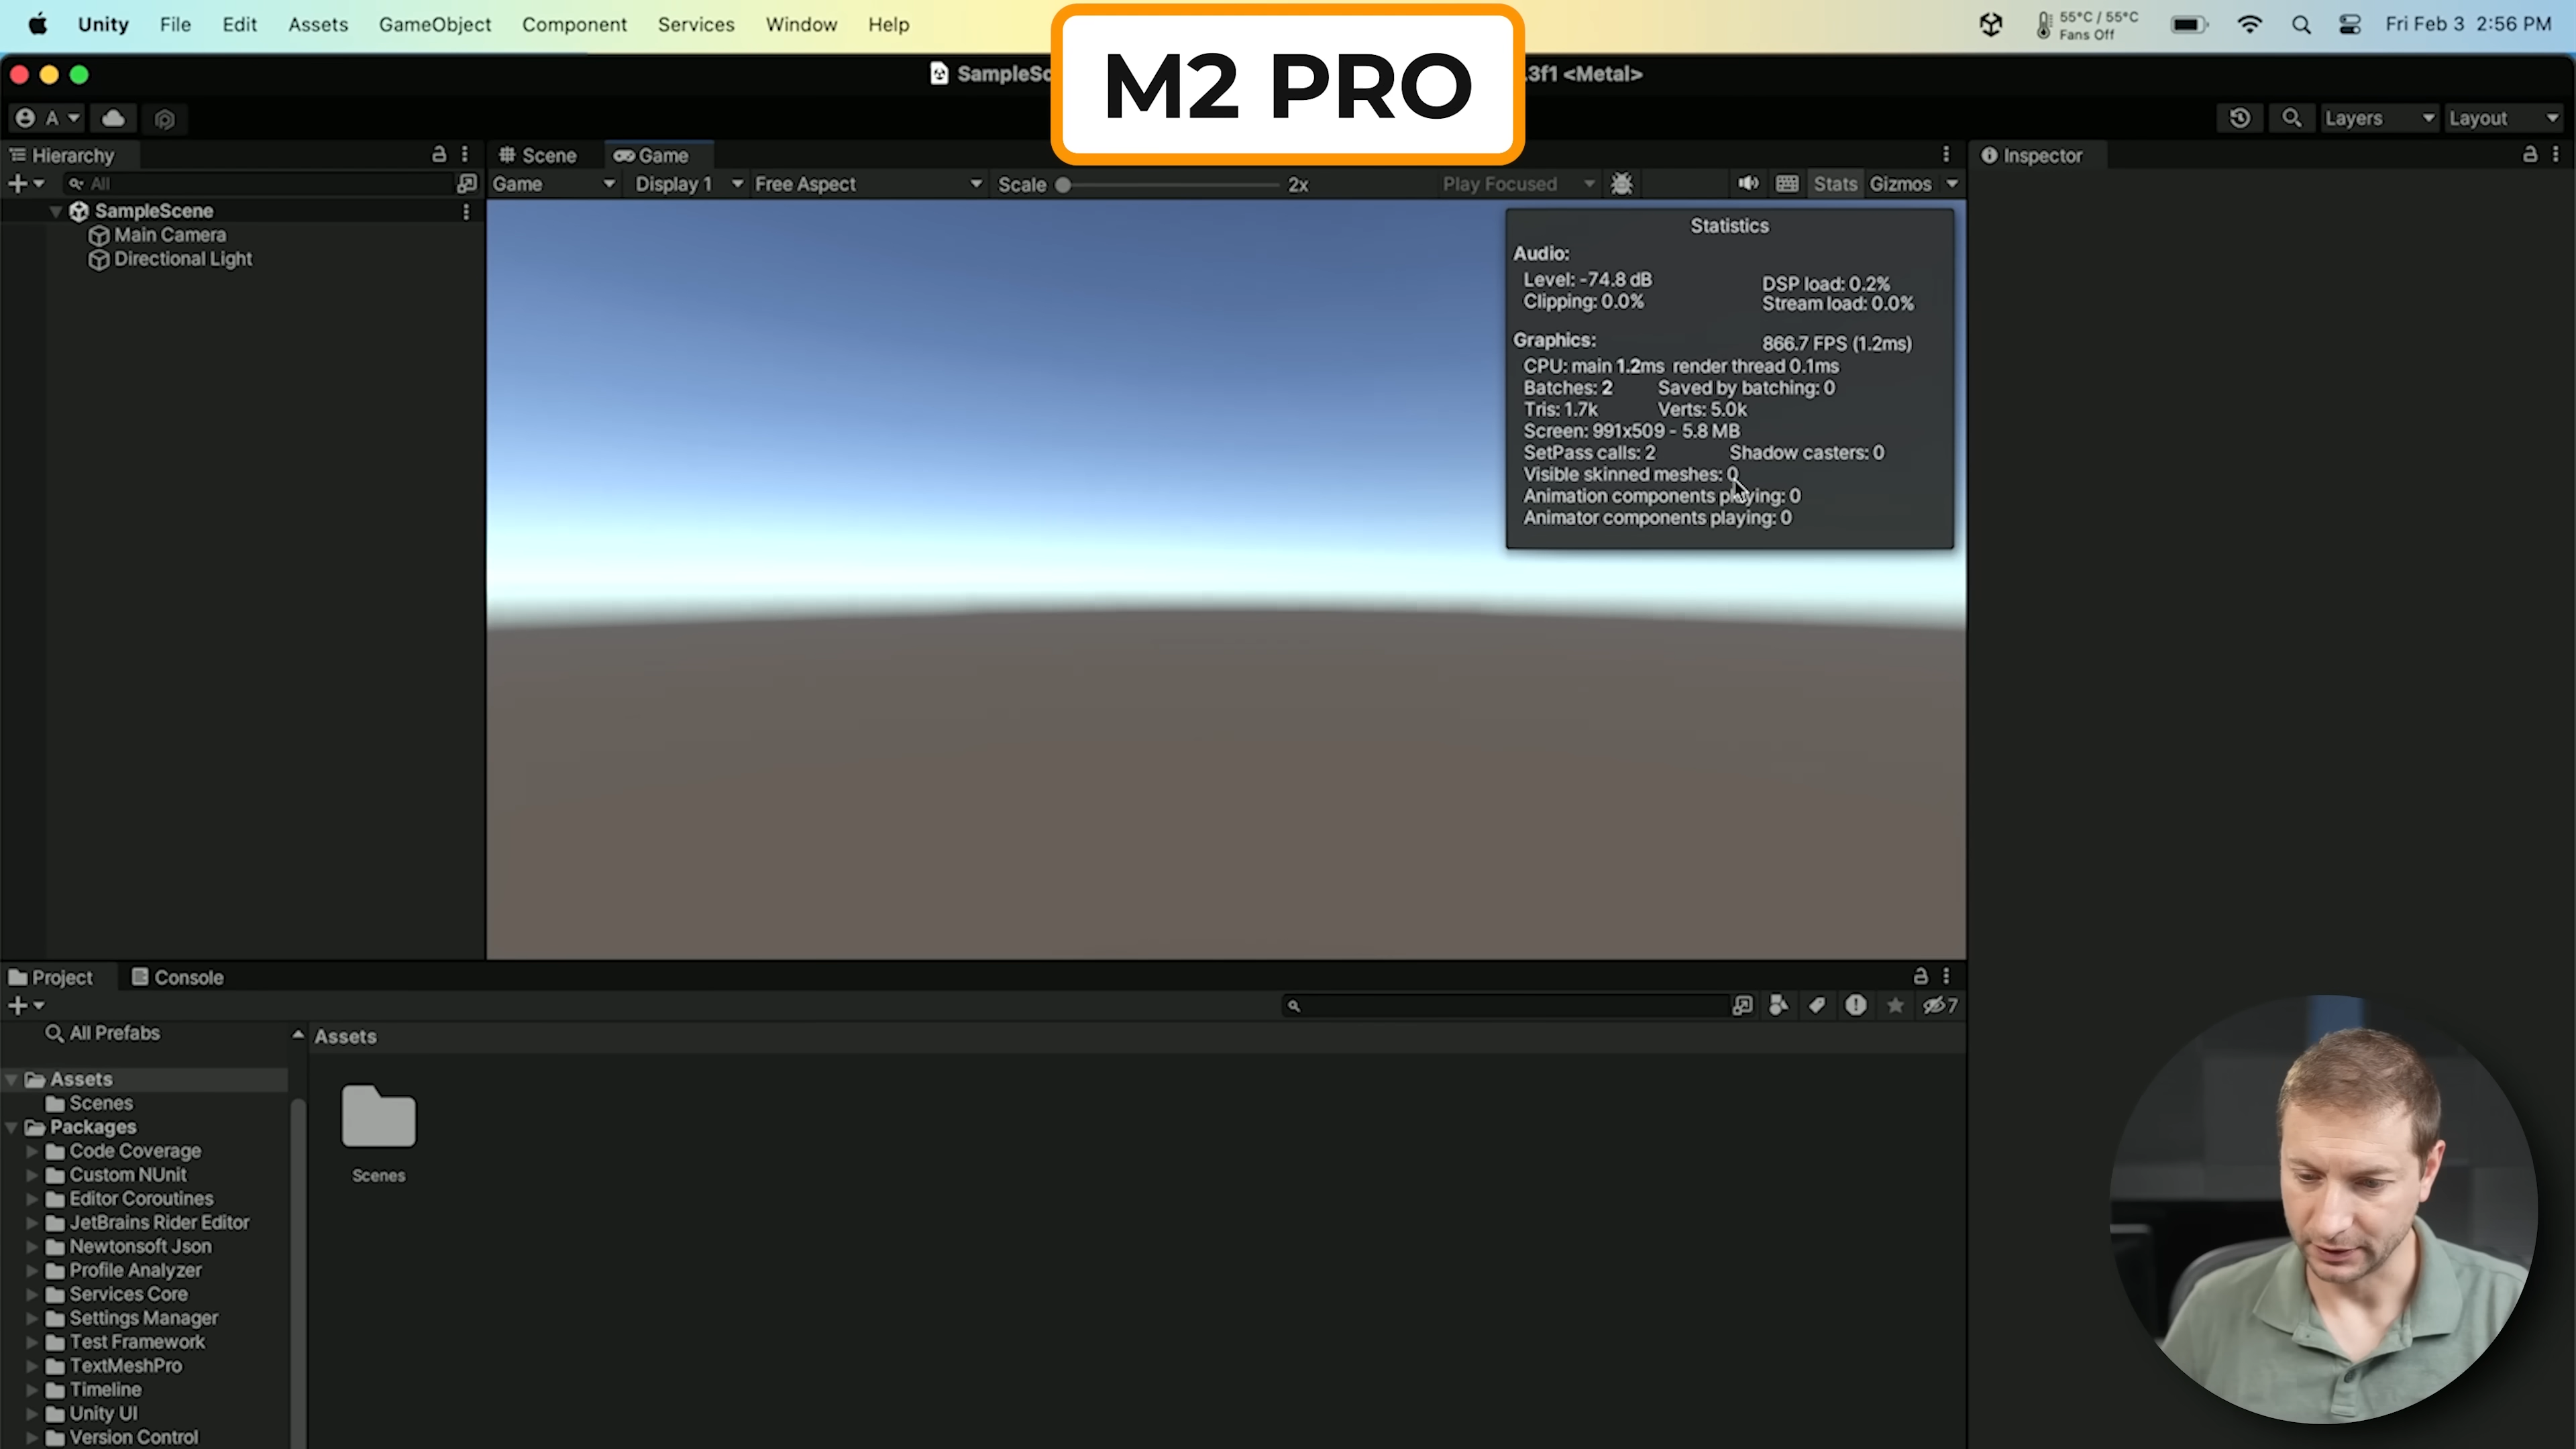 Unity File Edit Assets GameObject Component Services Window Help
55°C / 55°C
Fans Off
Fri Feb 3 2:56 PM
M2 PRO
SampleSc
.3f1 <Metal>
A
Layers Layout
Hierarchy
All
SampleScene
Main Camera
Directional Light
Scene Game
Game Display 1 Free Aspect Scale 2x Play Focused Stats Gizmos
Statistics
Audio:
Level: -74.8 dB DSP load: 0.2%
Clipping: 0.0% Stream load: 0.0%
Graphics: 866.7 FPS (1.2ms)
CPU: main 1.2ms render thread 0.1ms
Batches: 2 Saved by batching: 0
Tris: 1.7k Verts: 5.0k
Screen: 991x509 - 5.8 MB
SetPass calls: 2 Shadow casters: 0
Visible skinned meshes: 0
Animation components playing: 0
Animator components playing: 0
Inspector
Project Console
7
All Prefabs
Assets
Scenes
Packages
Code Coverage
Custom NUnit
Editor Coroutines
JetBrains Rider Editor
Newtonsoft Json
Profile Analyzer
Services Core
Settings Manager
Test Framework
TextMeshPro
Timeline
Unity UI
Version Control
Assets
Scenes